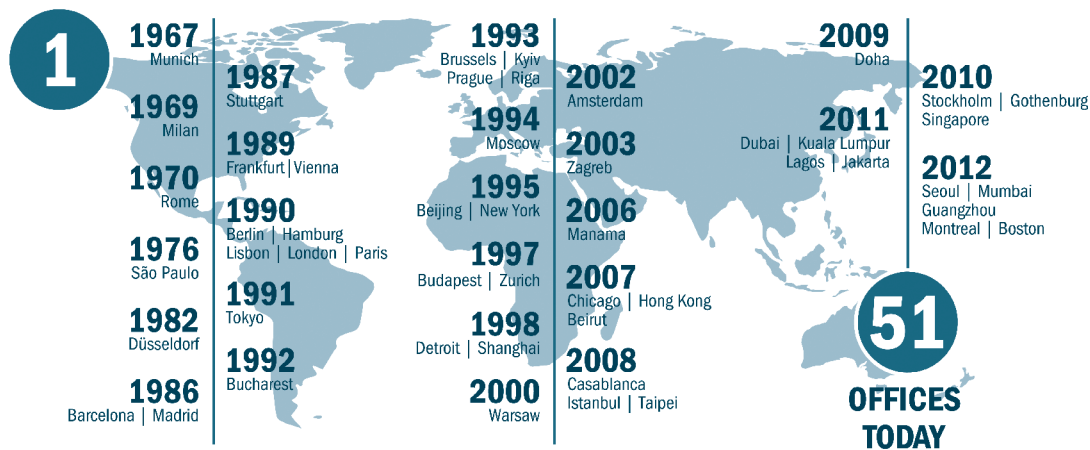 1
1967
Munich
1969
Milan
1970
Rome
1976
São Paulo
1982
Düsseldorf
1986
Barcelona | Madrid
1987
Stuttgart
1989
Frankfurt | Vienna
1990
Berlin | Hamburg
Lisbon | London | Paris
1991
Tokyo
1992
Bucharest
1993
Brussels | Kyiv
Prague | Riga
1994
Moscow
1995
Beijing | New York
1997
Budapest | Zurich
1998
Detroit | Shanghai
2000
Warsaw
2002
Amsterdam
2003
Zagreb
2006
Manama
2007
Chicago | Hong Kong
Beirut
2008
Casablanca
Istanbul | Taipei
2009
Doha
2011
Dubai | Kuala Lumpur
Lagos | Jakarta
2010
Stockholm | Gothenburg
Singapore
2012
Seoul | Mumbai
Guangzhou
Montreal | Boston
51
OFFICES
TODAY